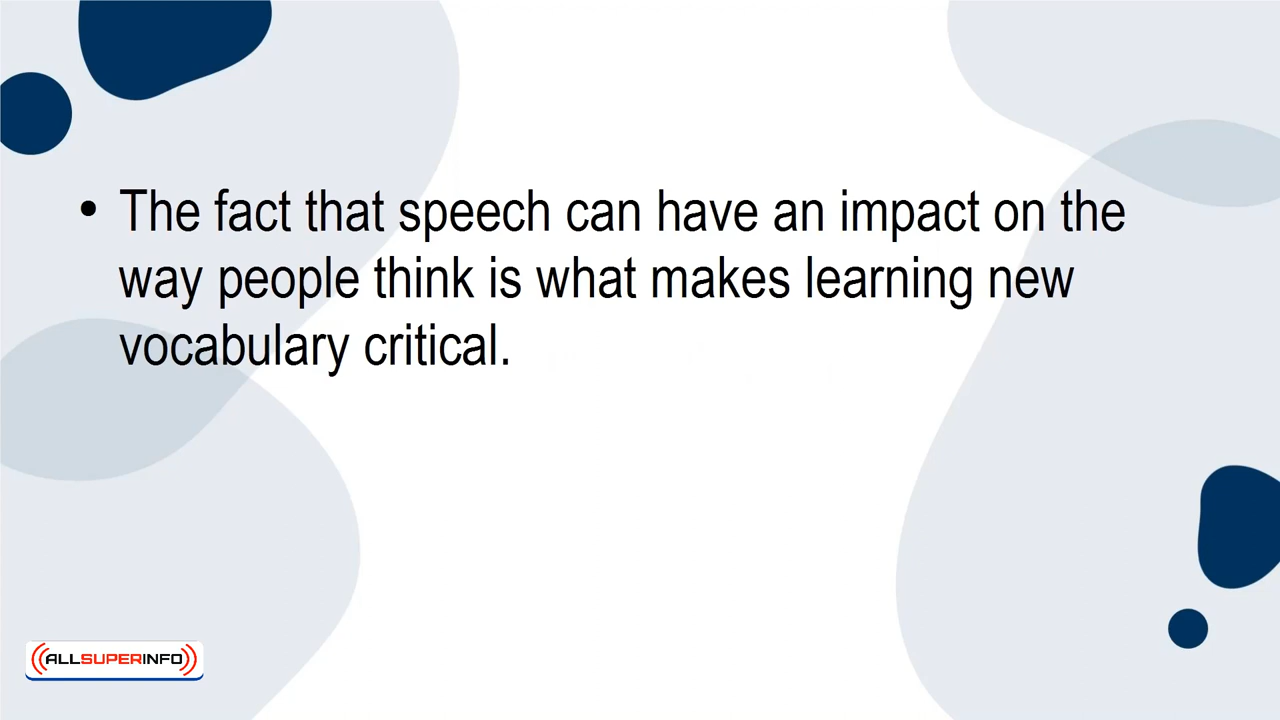 • The fact that speech can have an impact on the
way people think is what makes learning new
vocabulary critical.
ALLSUPERINFO